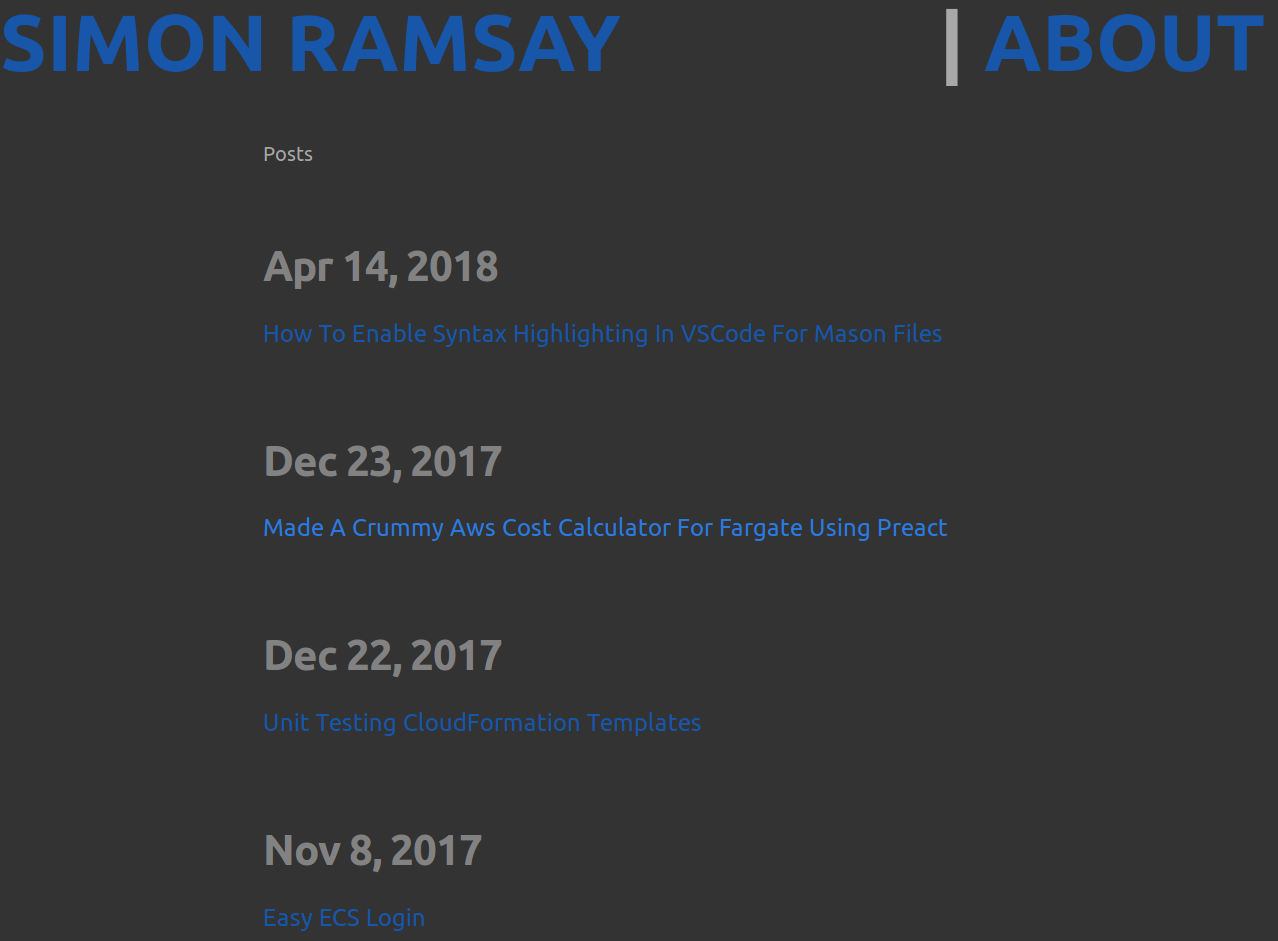 SIMON RAMSAY | ABOUT
Posts
Apr 14, 2018
How To Enable Syntax Highlighting In VSCode For Mason Files
Dec 23, 2017
Made A Crummy Aws Cost Calculator For Fargate Using Preact
Dec 22, 2017
Unit Testing CloudFormation Templates
Nov 8, 2017
Easy ECS Login